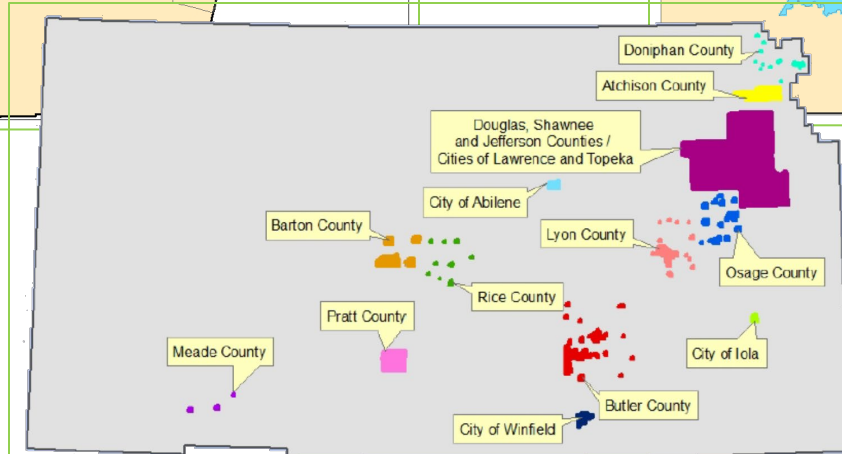 Doniphan County
Atchison County
Douglas, Shawnee
and Jefferson Counties /
Cities of Lawrence and Topeka
City of Abilene
Barton County
Lyon County
Osage County
Rice County
Pratt County
Meade County
City of Iola
Butler County
City of Winfield